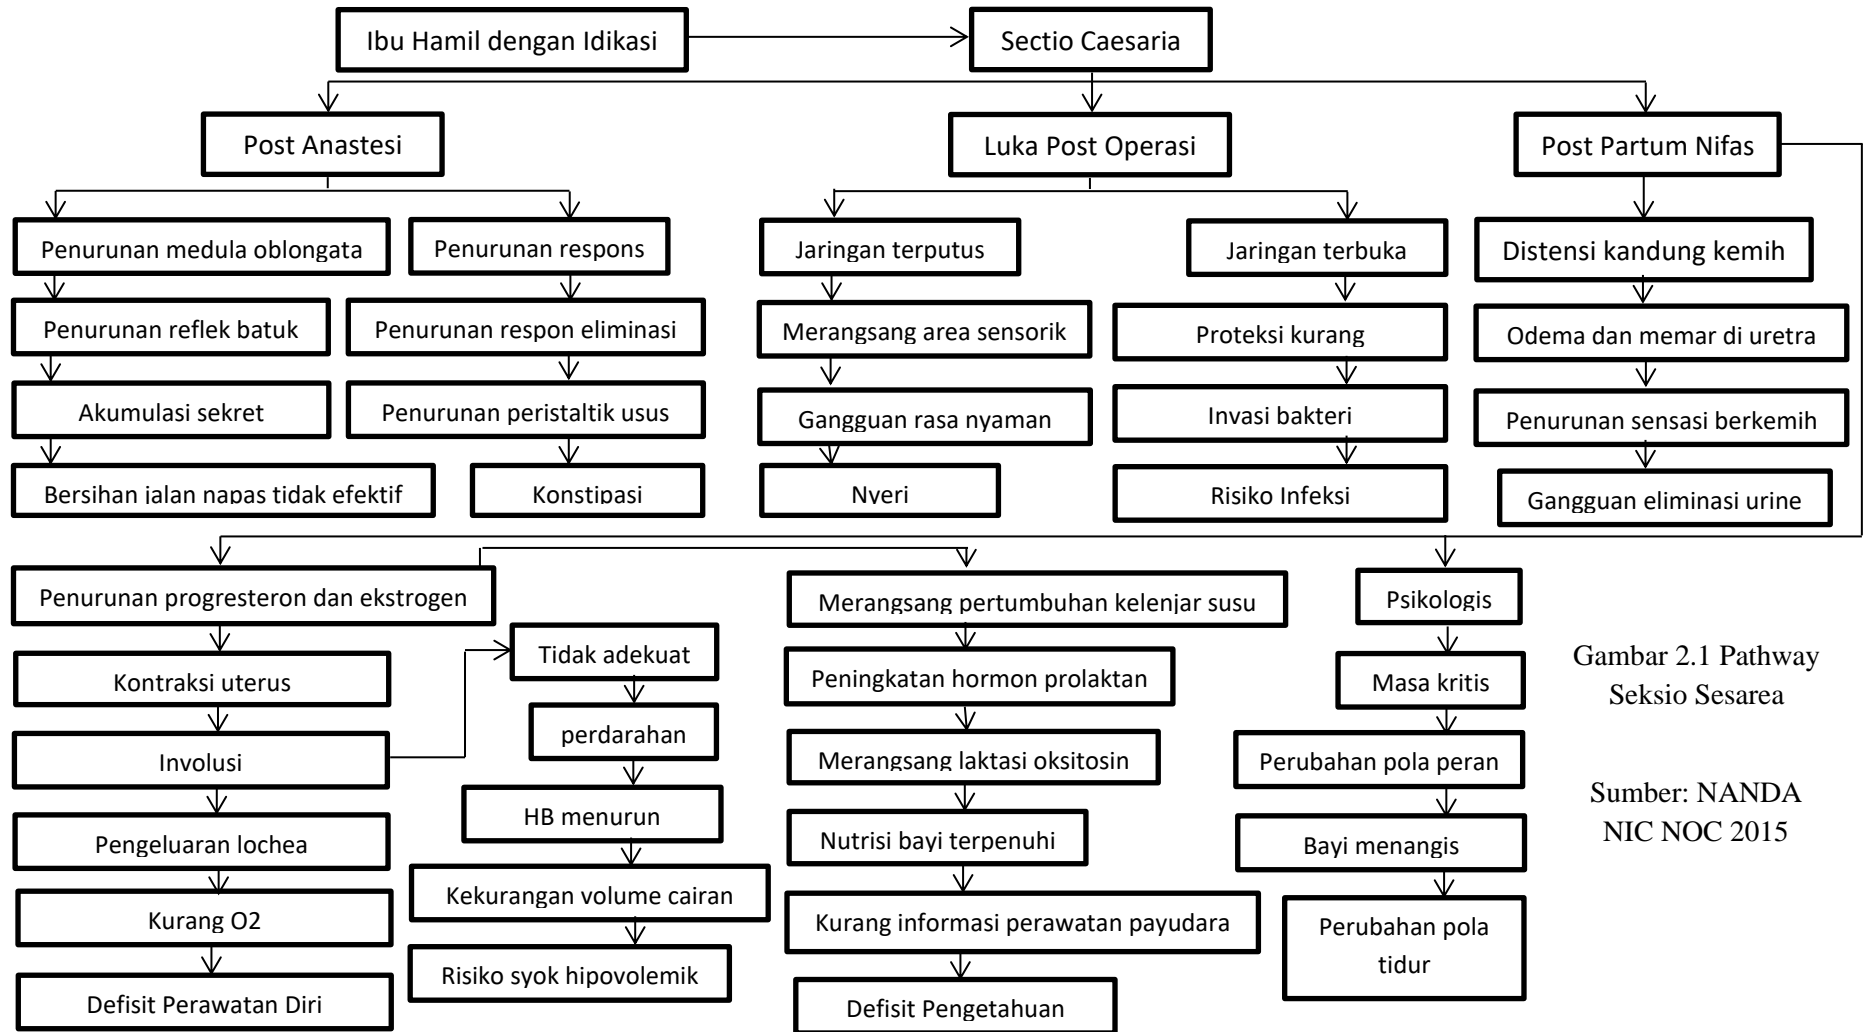 Ibu Hamil dengan Idikasi
Sectio Caesaria
Post Anastesi
Luka Post Operasi
Post Partum Nifas
Penurunan medula oblongata
Penurunan respons
Jaringan terputus
Jaringan terbuka
Distensi kandung kemih
Penurunan reflek batuk
Penurunan respon eliminasi
Merangsang area sensorik
Proteksi kurang
Odema dan memar di uretra
Akumulasi sekret
Penurunan peristaltik usus
Gangguan rasa nyaman
Invasi bakteri
Penurunan sensasi berkemih
Bersihan jalan napas tidak efektif
Konstipasi
Nyeri
Risiko Infeksi
Gangguan eliminasi urine
Penurunan progresteron dan ekstrogen
Merangsang pertumbuhan kelenjar susu
Psikologis
Kontraksi uterus
Tidak adekuat
Peningkatan hormon prolaktan
Masa kritis
Involusi
perdarahan
Merangsang laktasi oksitosin
Perubahan pola peran
Pengeluaran lochea
HB menurun
Nutrisi bayi terpenuhi
Bayi menangis
Kurang O2
Kekurangan volume cairan
Kurang informasi perawatan payudara
Perubahan pola
tidur
Defisit Perawatan Diri
Risiko syok hipovolemik
Defisit Pengetahuan
Gambar 2.1 Pathway
Seksio Sesarea
Sumber: NANDA
NIC NOC 2015